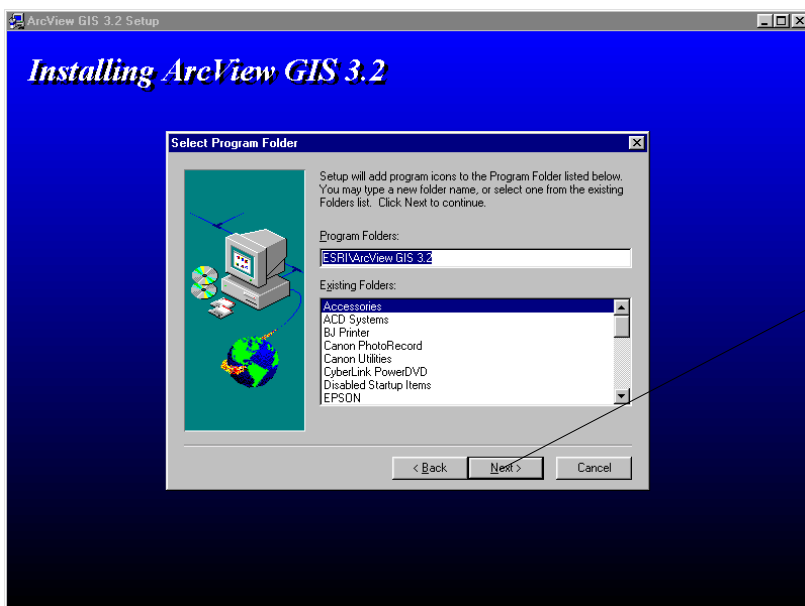 ArcView GIS 3.2 Setup
Installing ArcView GIS 3.2
Select Program Folder
Setup will add program icons to the Program Folder listed below.
You may type a new folder name, or select one from the existing
Folders list. Click Next to continue.
Program Folders:
ESRI\ArcView GIS 3.2
Existing Folders:
Accessories
ACD Systems
BJ Printer
Canon PhotoRecord
Canon Utilities
CyberLink PowerDVD
Disabled Startup Items
EPSON
< Back
Next >
Cancel